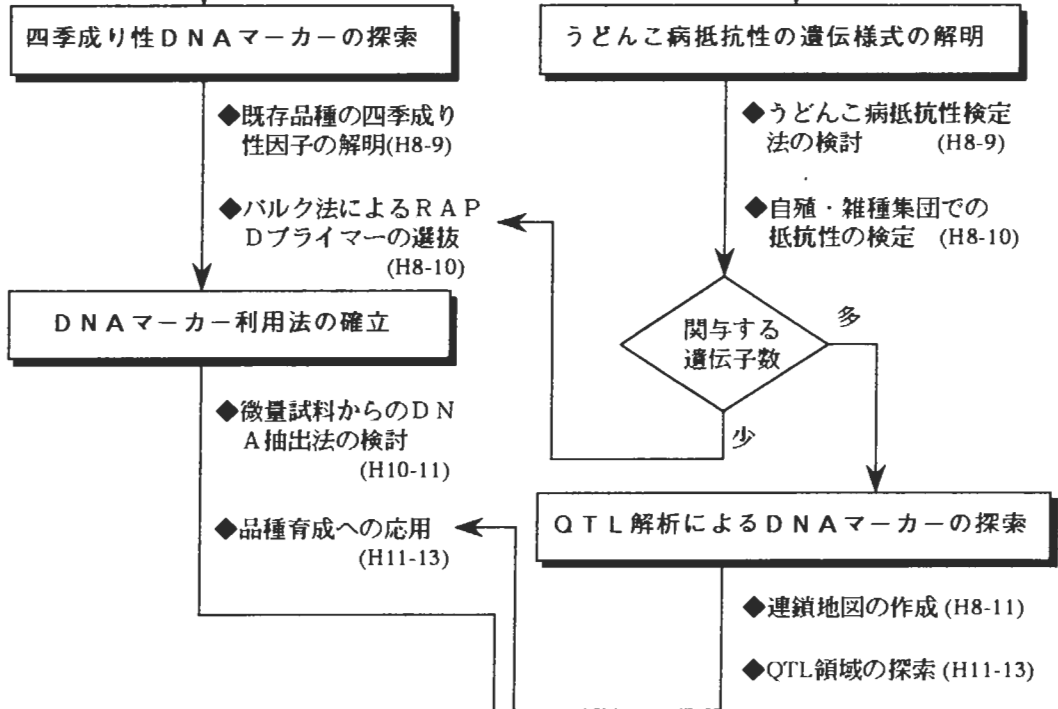 四季成り性DNAマーカーの探索
◆既存品種の四季成り
性因子の解明(H8-9)
◆バルク法によるRAP
Dプライマーの選抜
(H8-10)
DNAマーカー利用法の確立
◆微量試料からのDN
A抽出法の検討
(H10-11)
◆品種育成への応用
(H11-13)
うどんこ病抵抗性の遺伝様式の解明
◆うどんこ病抵抗性検定
法の検討 (H8-9)
◆自殖・雑種集団での
抵抗性の検定 (H8-10)
関与する
遺伝子数
多
少
QTL解析によるDNAマーカーの探索
◆連鎖地図の作成(H8-11)
◆QTL領域の探索(H11-13)